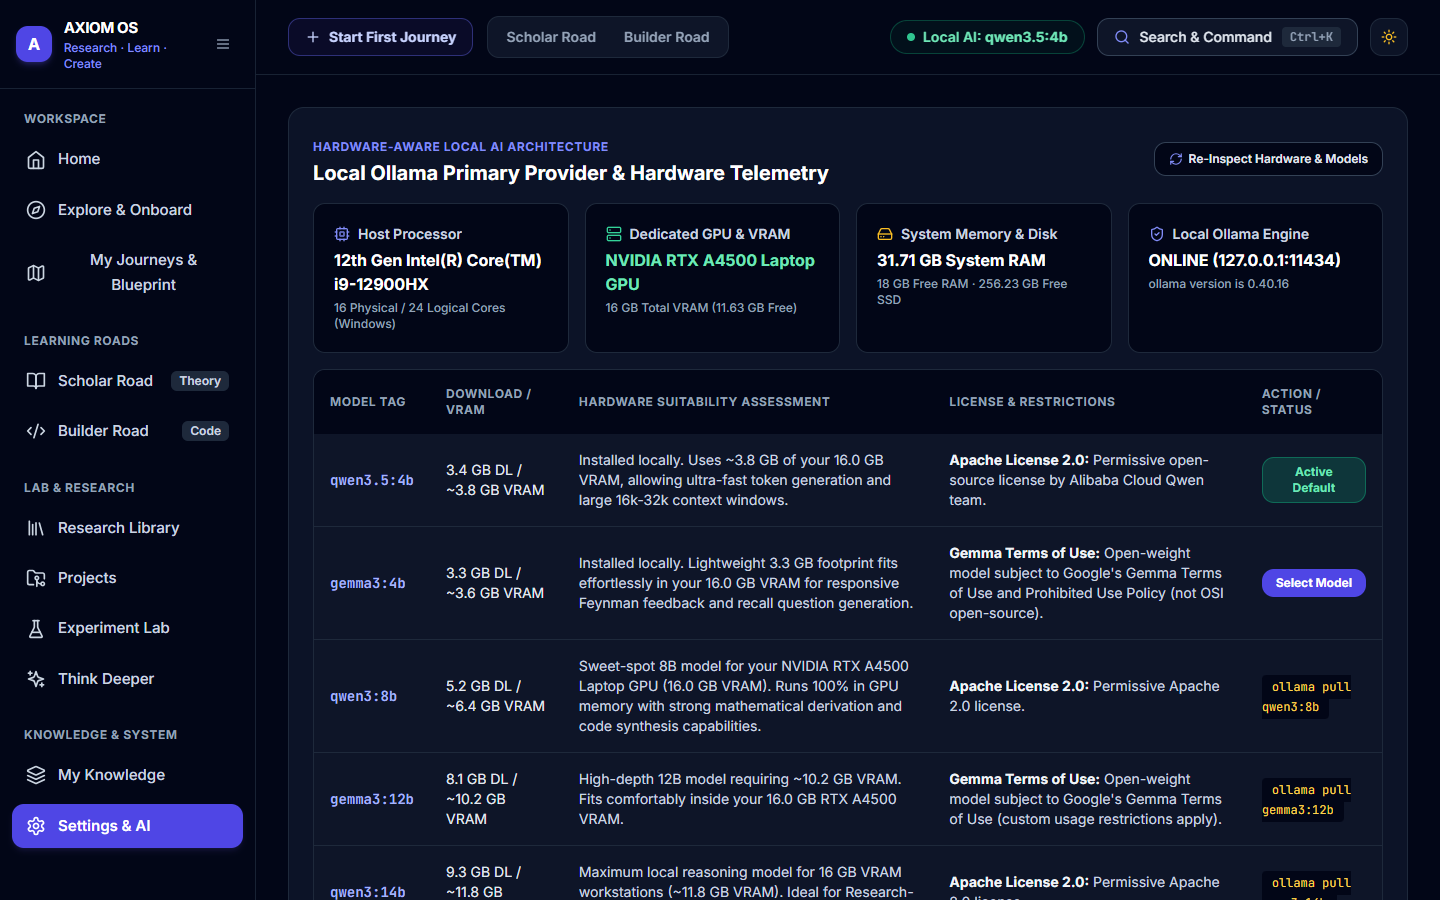 A
AXIOM OS
Research · Learn ·
Create
WORKSPACE
Home
Explore & Onboard
My Journeys &
Blueprint
LEARNING ROADS
Scholar Road
Theory
Builder Road
Code
LAB & RESEARCH
Research Library
Projects
Experiment Lab
Think Deeper
KNOWLEDGE & SYSTEM
My Knowledge
Settings & AI
Start First Journey
Scholar Road
Builder Road
Local AI: qwen3.5:4b
Search & Command
Ctrl+K
HARDWARE-AWARE LOCAL AI ARCHITECTURE
Local Ollama Primary Provider & Hardware Telemetry
Re-Inspect Hardware & Models
Host Processor
12th Gen Intel(R) Core(TM)
i9-12900HX
16 Physical / 24 Logical Cores
(Windows)
Dedicated GPU & VRAM
NVIDIA RTX A4500 Laptop
GPU
16 GB Total VRAM (11.63 GB Free)
System Memory & Disk
31.71 GB System RAM
18 GB Free RAM · 256.23 GB Free
SSD
Local Ollama Engine
ONLINE (127.0.0.1:11434)
ollama version is 0.40.16
MODEL TAG
DOWNLOAD /
VRAM
HARDWARE SUITABILITY ASSESSMENT
LICENSE & RESTRICTIONS
ACTION /
STATUS
qwen3.5:4b
3.4 GB DL /
~3.8 GB VRAM
Installed locally. Uses ~3.8 GB of your 16.0 GB
VRAM, allowing ultra-fast token generation and
large 16k-32k context windows.
Apache License 2.0: Permissive open-
source license by Alibaba Cloud Qwen
team.
Active
Default
gemma3:4b
3.3 GB DL /
~3.6 GB VRAM
Installed locally. Lightweight 3.3 GB footprint fits
effortlessly in your 16.0 GB VRAM for responsive
Feynman feedback and recall question generation.
Gemma Terms of Use: Open-weight
model subject to Google's Gemma Terms
of Use and Prohibited Use Policy (not OSI
open-source).
Select Model
qwen3:8b
5.2 GB DL /
~6.4 GB VRAM
Sweet-spot 8B model for your NVIDIA RTX A4500
Laptop GPU (16.0 GB VRAM). Runs 100% in GPU
memory with strong mathematical derivation and
code synthesis capabilities.
Apache License 2.0: Permissive Apache
2.0 license.
ollama pull
qwen3:8b
gemma3:12b
8.1 GB DL /
~10.2 GB
VRAM
High-depth 12B model requiring ~10.2 GB VRAM.
Fits comfortably inside your 16.0 GB RTX A4500
VRAM.
Gemma Terms of Use: Open-weight
model subject to Google's Gemma Terms
of Use (custom usage restrictions apply).
ollama pull
gemma3:12b
qwen3:14b
9.3 GB DL /
~11.8 GB
Maximum local reasoning model for 16 GB VRAM
workstations (~11.8 GB VRAM). Ideal for Research-
Apache License 2.0: Permissive Apache
ollama pull